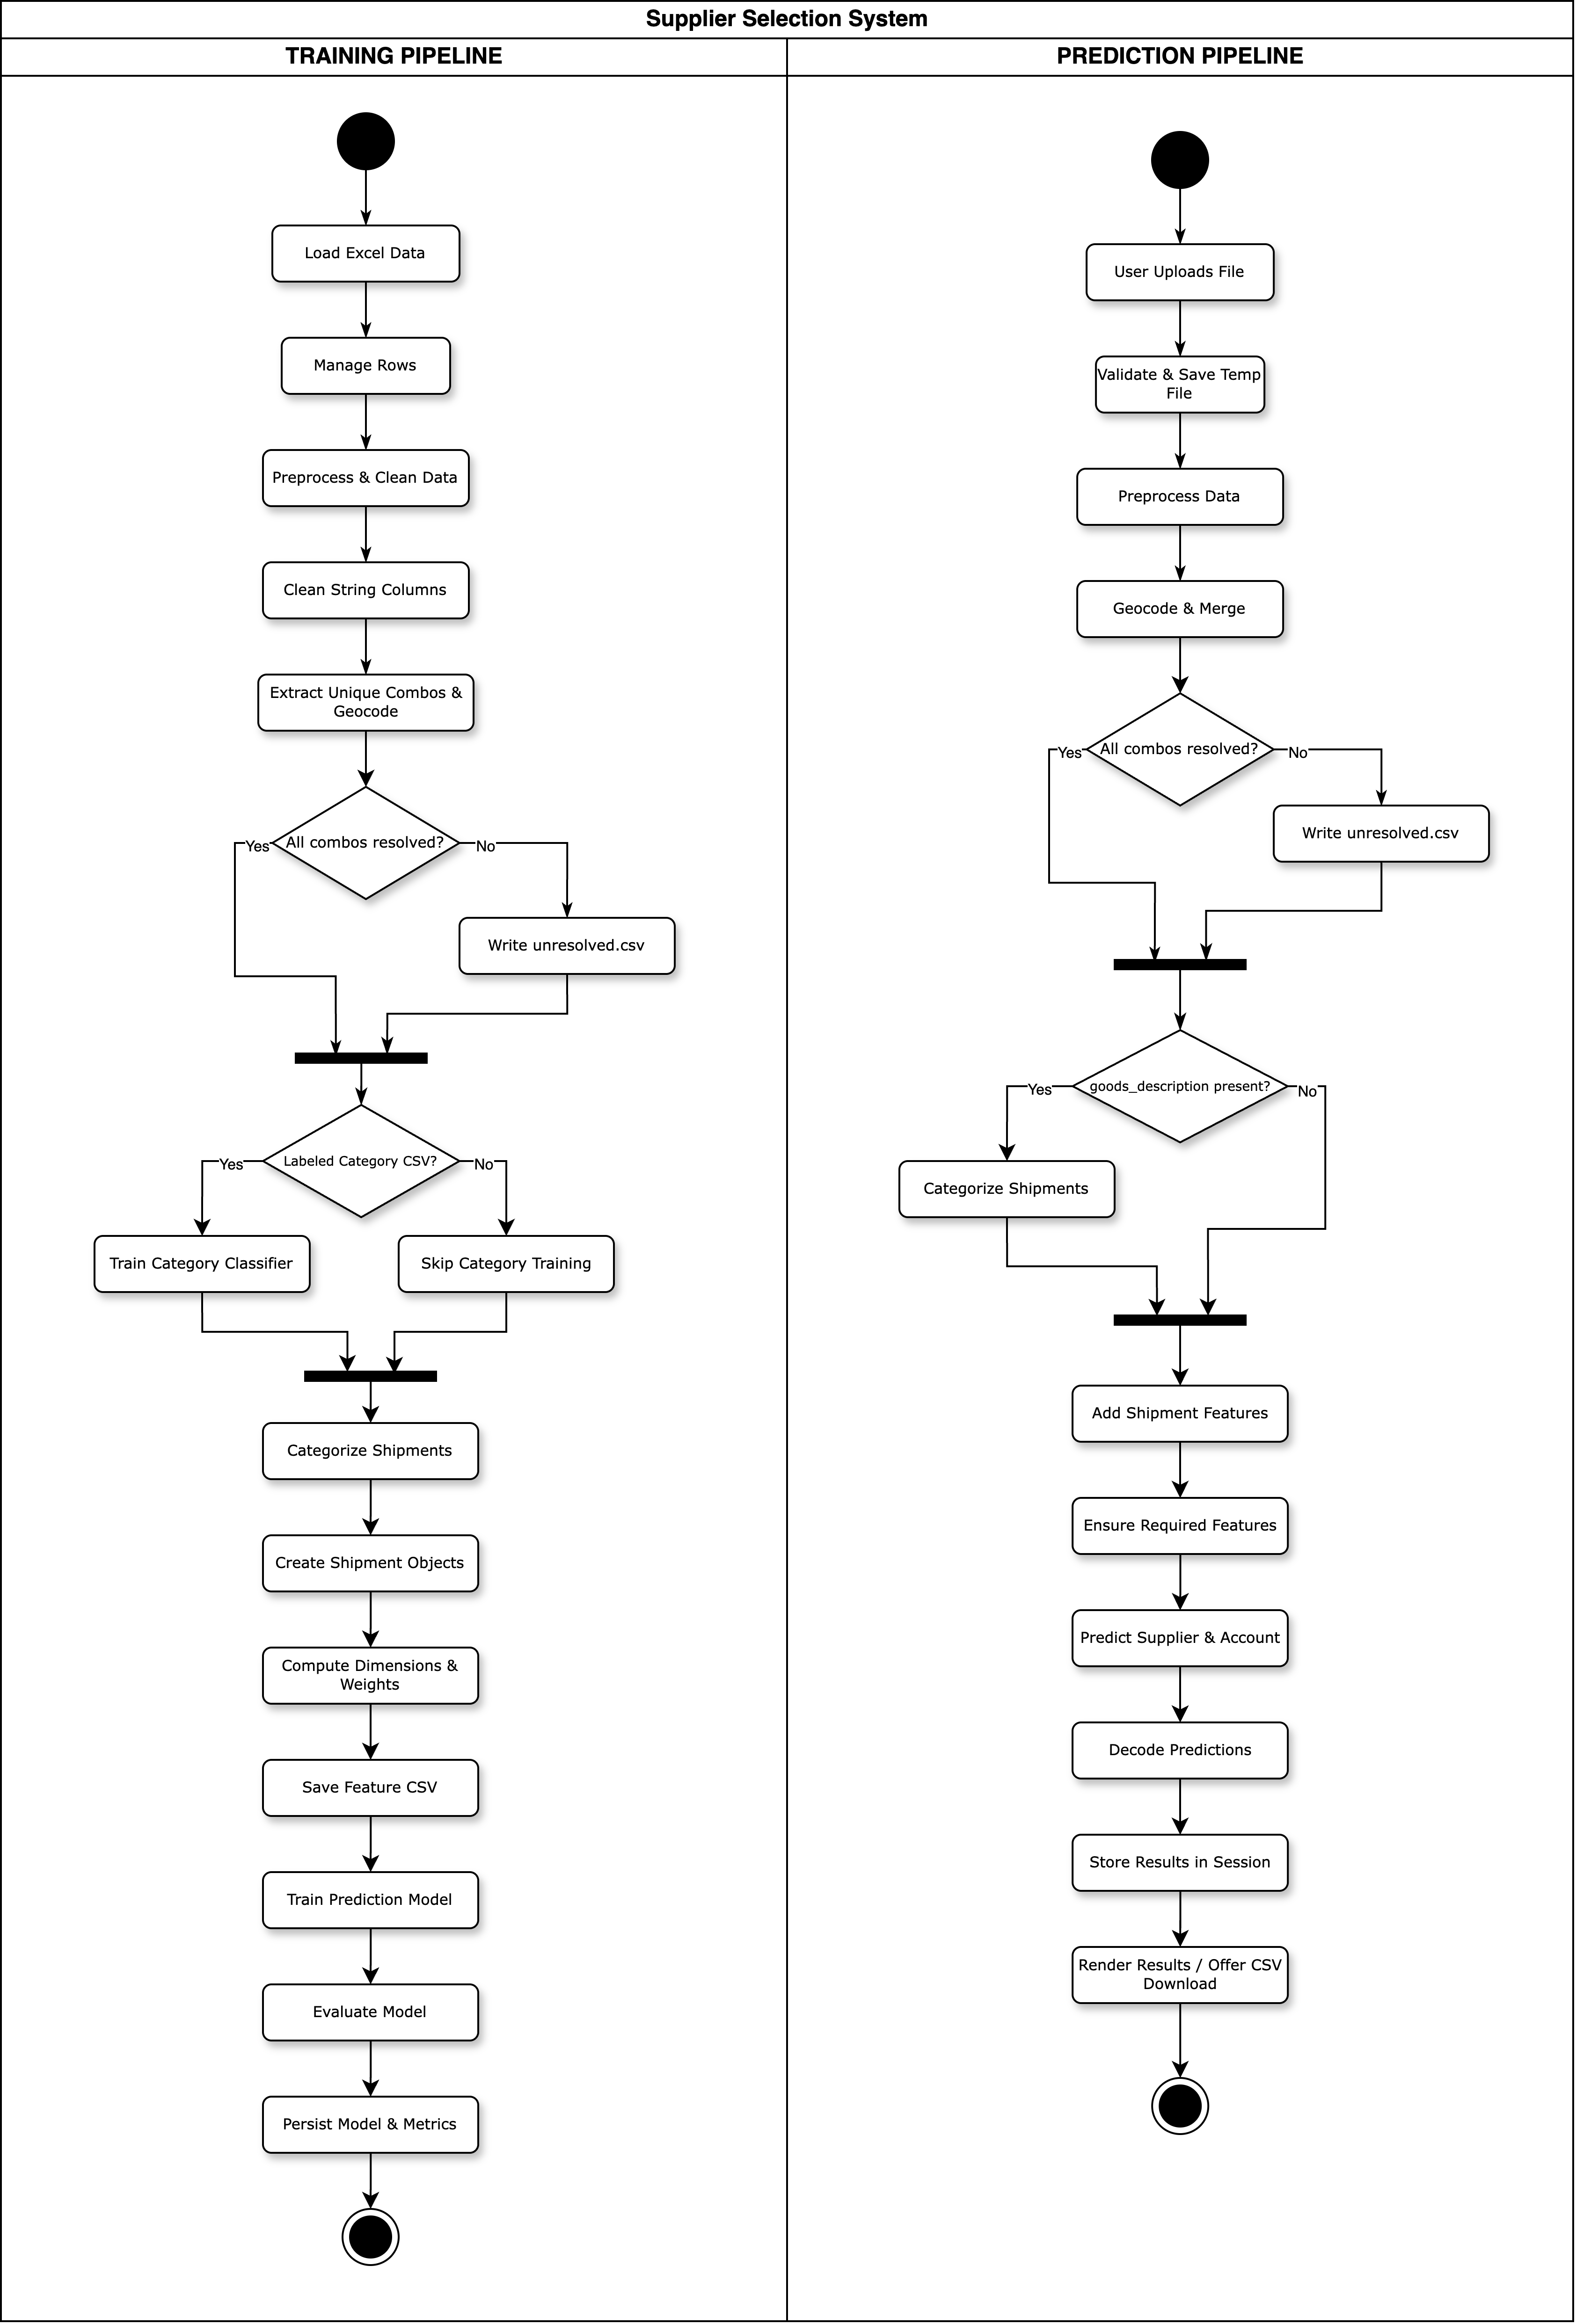 Supplier Selection System
TRAINING PIPELINE
Load Excel Data
Manage Rows
Preprocess & Clean Data
Clean String Columns
Extract Unique Combos &
Geocode
All combos resolved?
Yes
No
Write unresolved.csv
Labeled Category CSV?
Yes
No
Train Category Classifier
Skip Category Training
Categorize Shipments
Create Shipment Objects
Compute Dimensions &
Weights
Save Feature CSV
Train Prediction Model
Evaluate Model
Persist Model & Metrics
PREDICTION PIPELINE
User Uploads File
Validate & Save Temp
File
Preprocess Data
Geocode & Merge
All combos resolved?
Yes
No
Write unresolved.csv
goods_description present?
Yes
No
Categorize Shipments
Add Shipment Features
Ensure Required Features
Predict Supplier & Account
Decode Predictions
Store Results in Session
Render Results / Offer CSV
Download